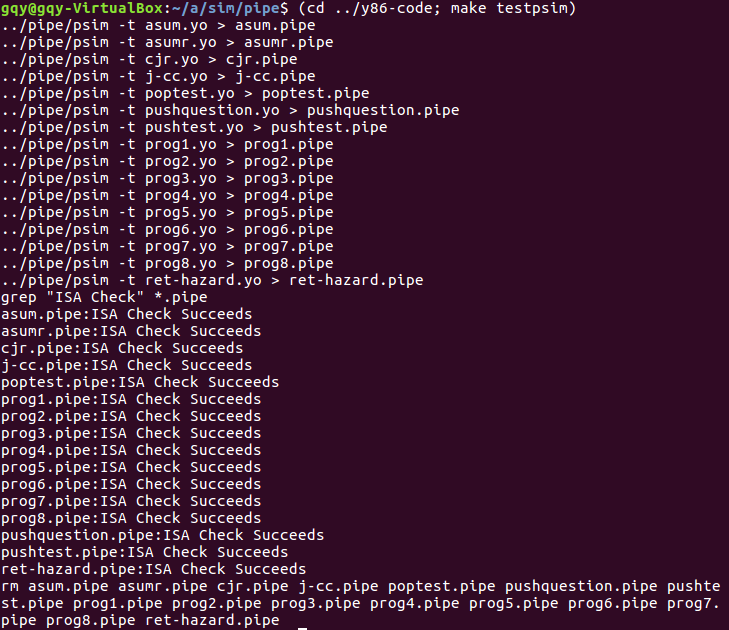 gqy@gqy-VirtualBox:~/a/sim/pipe$ (cd ../y86-code; make testpsim)
../pipe/psim -t asum.yo > asum.pipe
../pipe/psim -t asumr.yo > asumr.pipe
../pipe/psim -t cjr.yo > cjr.pipe
../pipe/psim -t j-cc.yo > j-cc.pipe
../pipe/psim -t poptest.yo > poptest.pipe
../pipe/psim -t pushquestion.yo > pushquestion.pipe
../pipe/psim -t pushtest.yo > pushtest.pipe
../pipe/psim -t prog1.yo > prog1.pipe
../pipe/psim -t prog2.yo > prog2.pipe
../pipe/psim -t prog3.yo > prog3.pipe
../pipe/psim -t prog4.yo > prog4.pipe
../pipe/psim -t prog5.yo > prog5.pipe
../pipe/psim -t prog6.yo > prog6.pipe
../pipe/psim -t prog7.yo > prog7.pipe
../pipe/psim -t prog8.yo > prog8.pipe
../pipe/psim -t ret-hazard.yo > ret-hazard.pipe
grep "ISA Check" *.pipe
asum.pipe:ISA Check Succeeds
asumr.pipe:ISA Check Succeeds
cjr.pipe:ISA Check Succeeds
j-cc.pipe:ISA Check Succeeds
poptest.pipe:ISA Check Succeeds
prog1.pipe:ISA Check Succeeds
prog2.pipe:ISA Check Succeeds
prog3.pipe:ISA Check Succeeds
prog4.pipe:ISA Check Succeeds
prog5.pipe:ISA Check Succeeds
prog6.pipe:ISA Check Succeeds
prog7.pipe:ISA Check Succeeds
prog8.pipe:ISA Check Succeeds
pushquestion.pipe:ISA Check Succeeds
pushtest.pipe:ISA Check Succeeds
ret-hazard.pipe:ISA Check Succeeds
rm asum.pipe asumr.pipe cjr.pipe j-cc.pipe poptest.pipe pushquestion.pipe pushte
st.pipe prog1.pipe prog2.pipe prog3.pipe prog4.pipe prog5.pipe prog6.pipe prog7.
pipe prog8.pipe ret-hazard.pipe